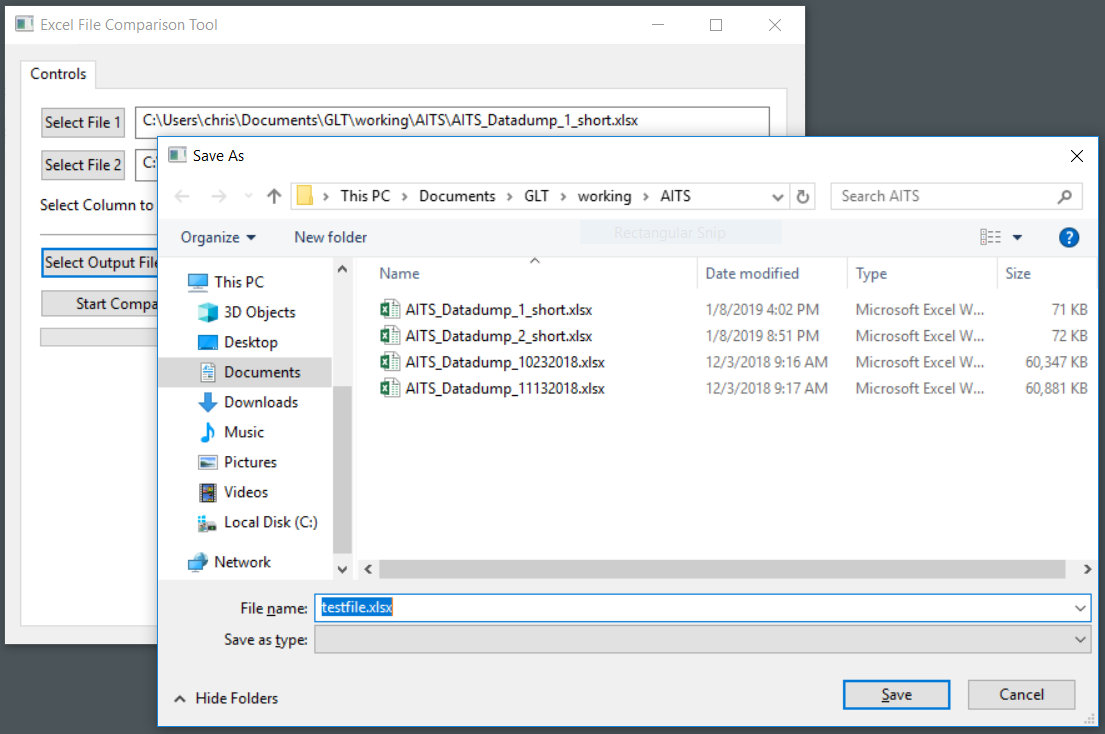 Excel File Comparison Tool
Controls
Select File 1
C:\Users\chris\Documents\GLT\working\AITS\AITS_Datadump_1_short.xlsx
Select File 2
C:
Select Column to
Select Output File
Start Compa
Save As
This PC > Documents > GLT > working > AITS
Search AITS
Organize
New folder
Rectangular Snip
?
This PC
3D Objects
Desktop
Documents
Downloads
Music
Pictures
Videos
Local Disk (C:)
Network
Name Date modified Type Size
AITS_Datadump_1_short.xlsx 1/8/2019 4:02 PM Microsoft Excel W... 71 KB
AITS_Datadump_2_short.xlsx 1/8/2019 8:51 PM Microsoft Excel W... 72 KB
AITS_Datadump_10232018.xlsx 12/3/2018 9:16 AM Microsoft Excel W... 60,347 KB
AITS_Datadump_11132018.xlsx 12/3/2018 9:17 AM Microsoft Excel W... 60,881 KB
File name: testfile.xlsx
Save as type:
Hide Folders
Save
Cancel